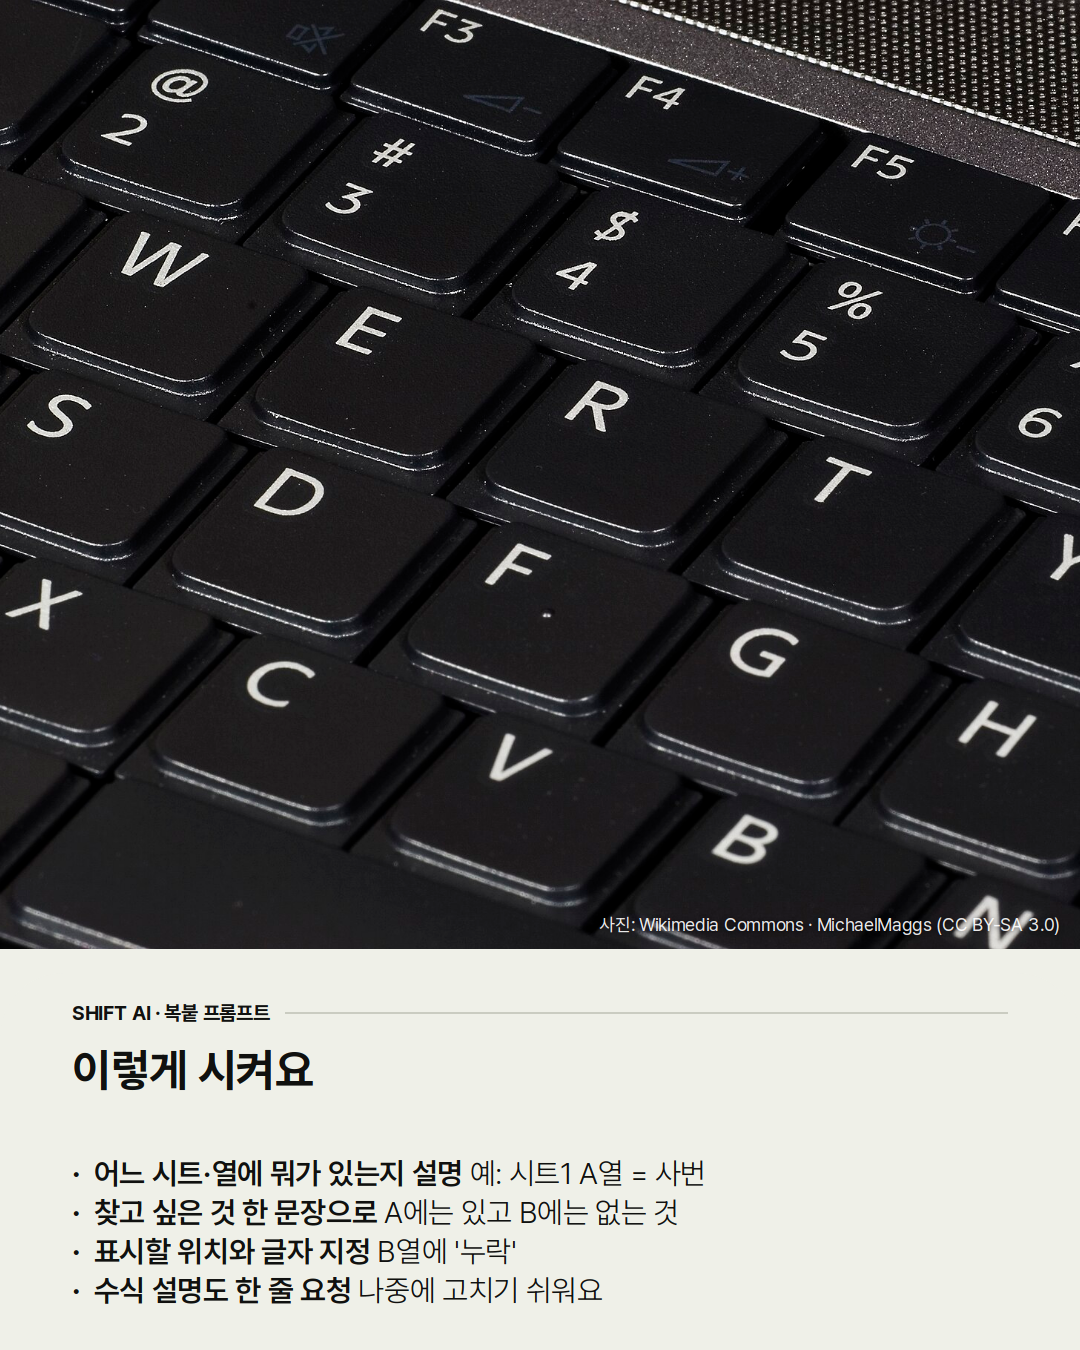 F3
@
2
#
3
F4
$
4
F5
%
5
6
W
E
R
T
Y
S
D
F
G
H
X
C
V
B
N
사진: Wikimedia Commons · MichaelMaggs (CC BY-SA 3.0)
SHIFT AI · 복붙 프롬프트
이렇게 시켜요
• 어느 시트·열에 뭐가 있는지 설명 예: 시트1 A열 = 사번
• 찾고 싶은 것 한 문장으로 A에는 있고 B에는 없는 것
• 표시할 위치와 글자 지정 B열에 '누락'
• 수식 설명도 한 줄 요청 나중에 고치기 쉬워요